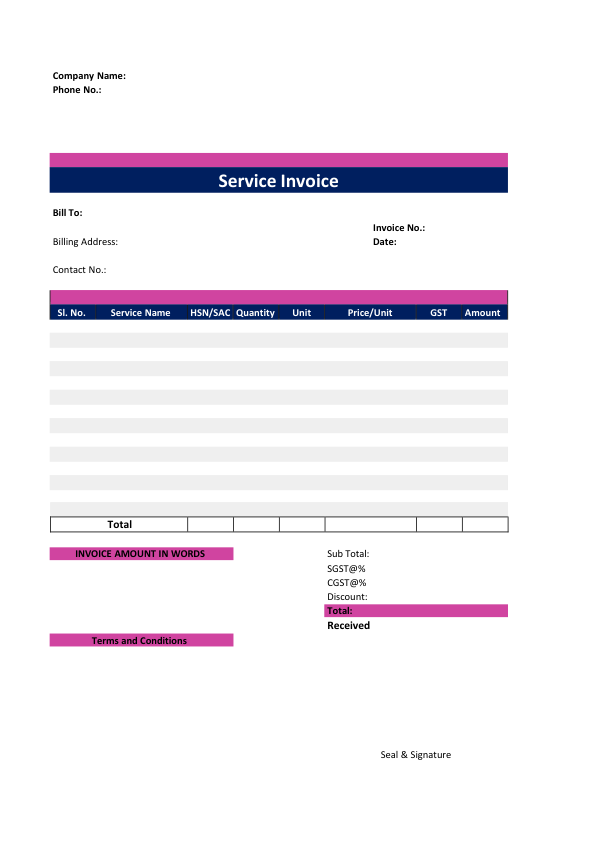 Company Name:
Phone No.:
Service Invoice
Bill To:
Invoice No.:
Billing Address:
Date:
Contact No.:
Sl. No. Service Name HSN/SAC Quantity Unit Price/Unit GST Amount
Total
INVOICE AMOUNT IN WORDS
Sub Total:
SGST@%
CGST@%
Discount:
Total:
Received
Terms and Conditions
Seal & Signature